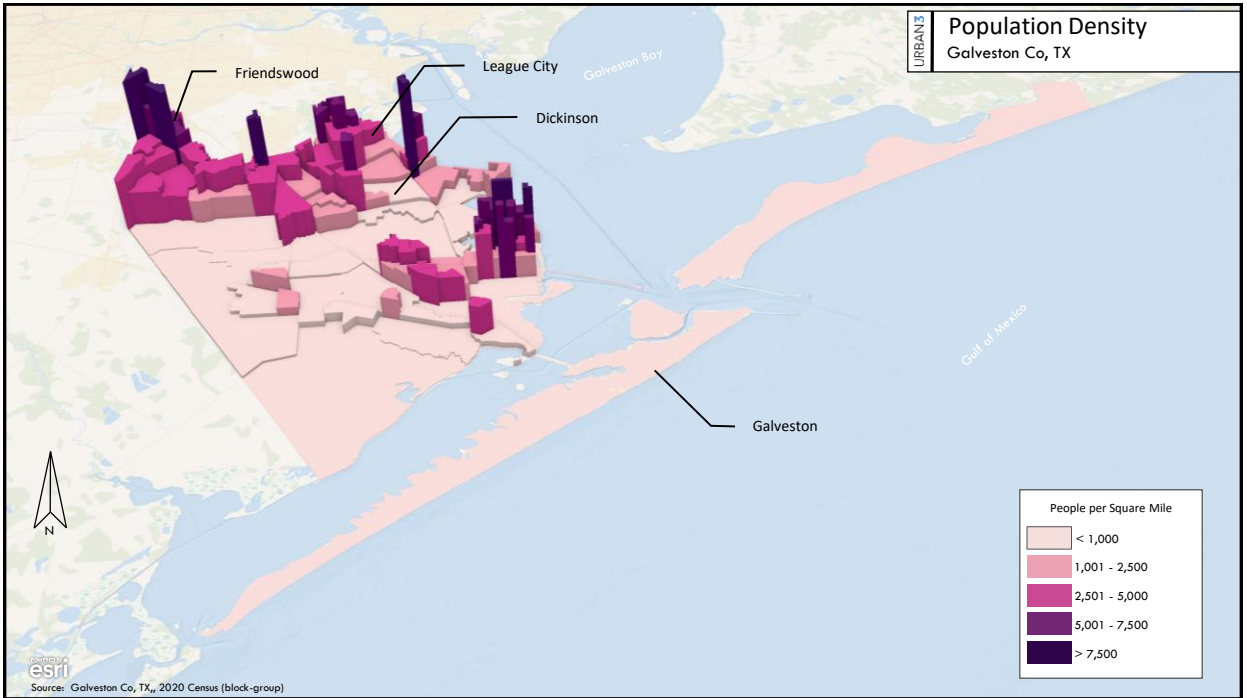 URBAN3
Population Density
Galveston Co, TX
Galveston Bay
Friendswood
League City
Dickinson
Gulf of Mexico
Galveston
N
People per Square Mile
< 1,000
1,001 - 2,500
2,501 - 5,000
5,001 - 7,500
> 7,500
esri
Source: Galveston Co, TX,, 2020 Census (block-group)